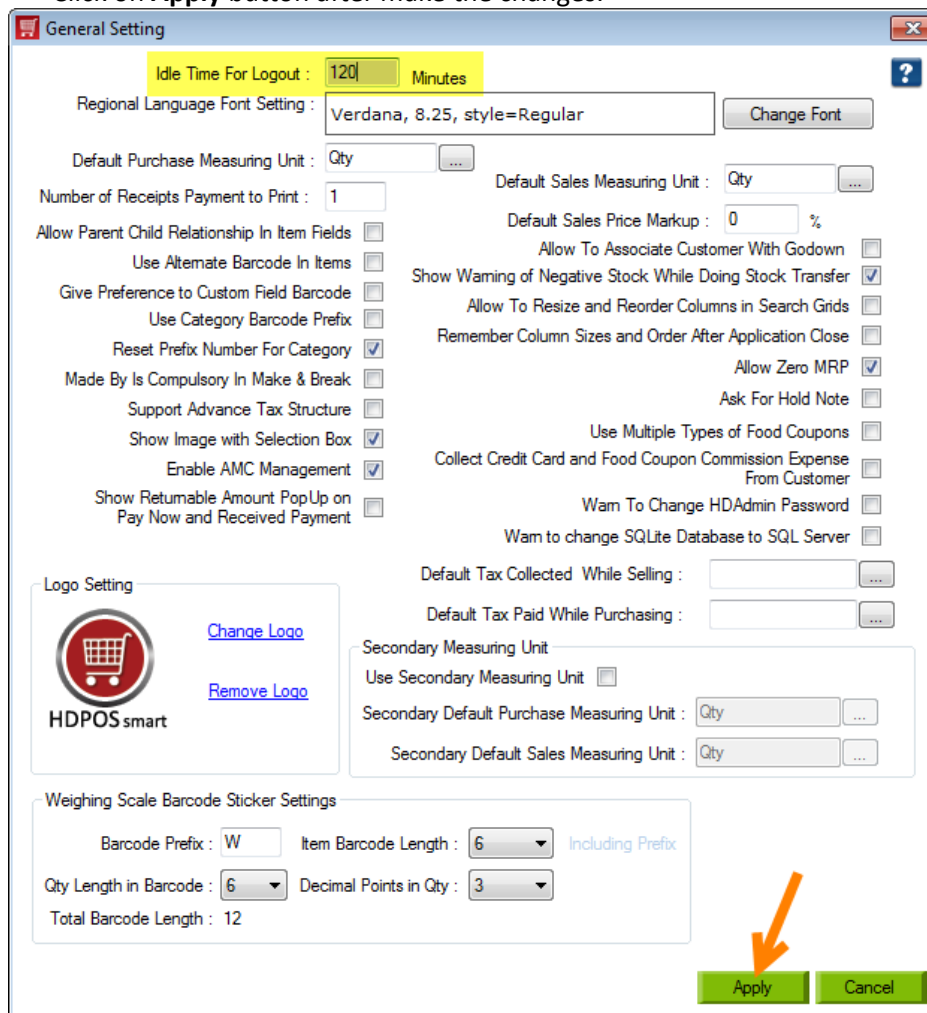 Click on Apply button after make the changes.
General Setting
Idle Time For Logout : 120 Minutes
?
Regional Language Font Setting : Verdana, 8.25, style=Regular Change Font
Default Purchase Measuring Unit : Qty ...
Default Sales Measuring Unit : Qty ...
Number of Receipts Payment to Print : 1
Default Sales Price Markup : 0 %
Allow Parent Child Relationship In Item Fields
Allow To Associate Customer With Godown
Use Alternate Barcode In Items
Show Warning of Negative Stock While Doing Stock Transfer
Give Preference to Custom Field Barcode
Allow To Resize and Reorder Columns in Search Grids
Use Category Barcode Prefix
Remember Column Sizes and Order After Application Close
Reset Prefix Number For Category
Allow Zero MRP
Made By Is Compulsory In Make & Break
Ask For Hold Note
Support Advance Tax Structure
Use Multiple Types of Food Coupons
Show Image with Selection Box
Collect Credit Card and Food Coupon Commission Expense
From Customer
Enable AMC Management
Show Returnable Amount PopUp on
Pay Now and Received Payment
Warn To Change HDAdmin Password
Warn to change SQLite Database to SQL Server
Default Tax Collected While Selling : ...
Default Tax Paid While Purchasing : ...
Logo Setting
Change Logo
Remove Logo
HDPOS smart
Secondary Measuring Unit
Use Secondary Measuring Unit
Secondary Default Purchase Measuring Unit : Qty ...
Secondary Default Sales Measuring Unit : Qty ...
Weighing Scale Barcode Sticker Settings
Barcode Prefix : W Item Barcode Length : 6 Including Prefix
Qty Length in Barcode : 6 Decimal Points in Qty : 3
Total Barcode Length : 12
Apply Cancel